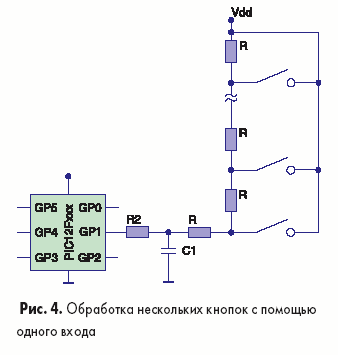 Vdd
R
R
R
GP5 GP0
GP4 GP1
GP3 GP2
PIC12Fxxx
R2
R
C1
Рис. 4. Обработка нескольких кнопок с помощью
одного входа